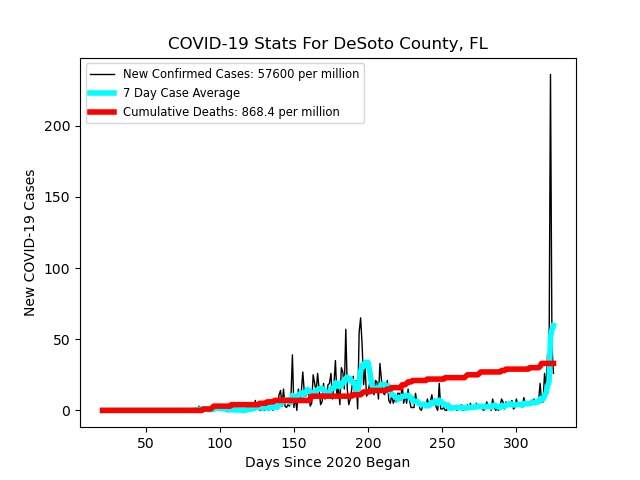 COVID-19 Stats For DeSoto County, FL
New Confirmed Cases: 57600 per million
7 Day Case Average
Cumulative Deaths: 868.4 per million
New COVID-19 Cases
200
150
100
50
0
50
100
150
200
250
300
Days Since 2020 Began